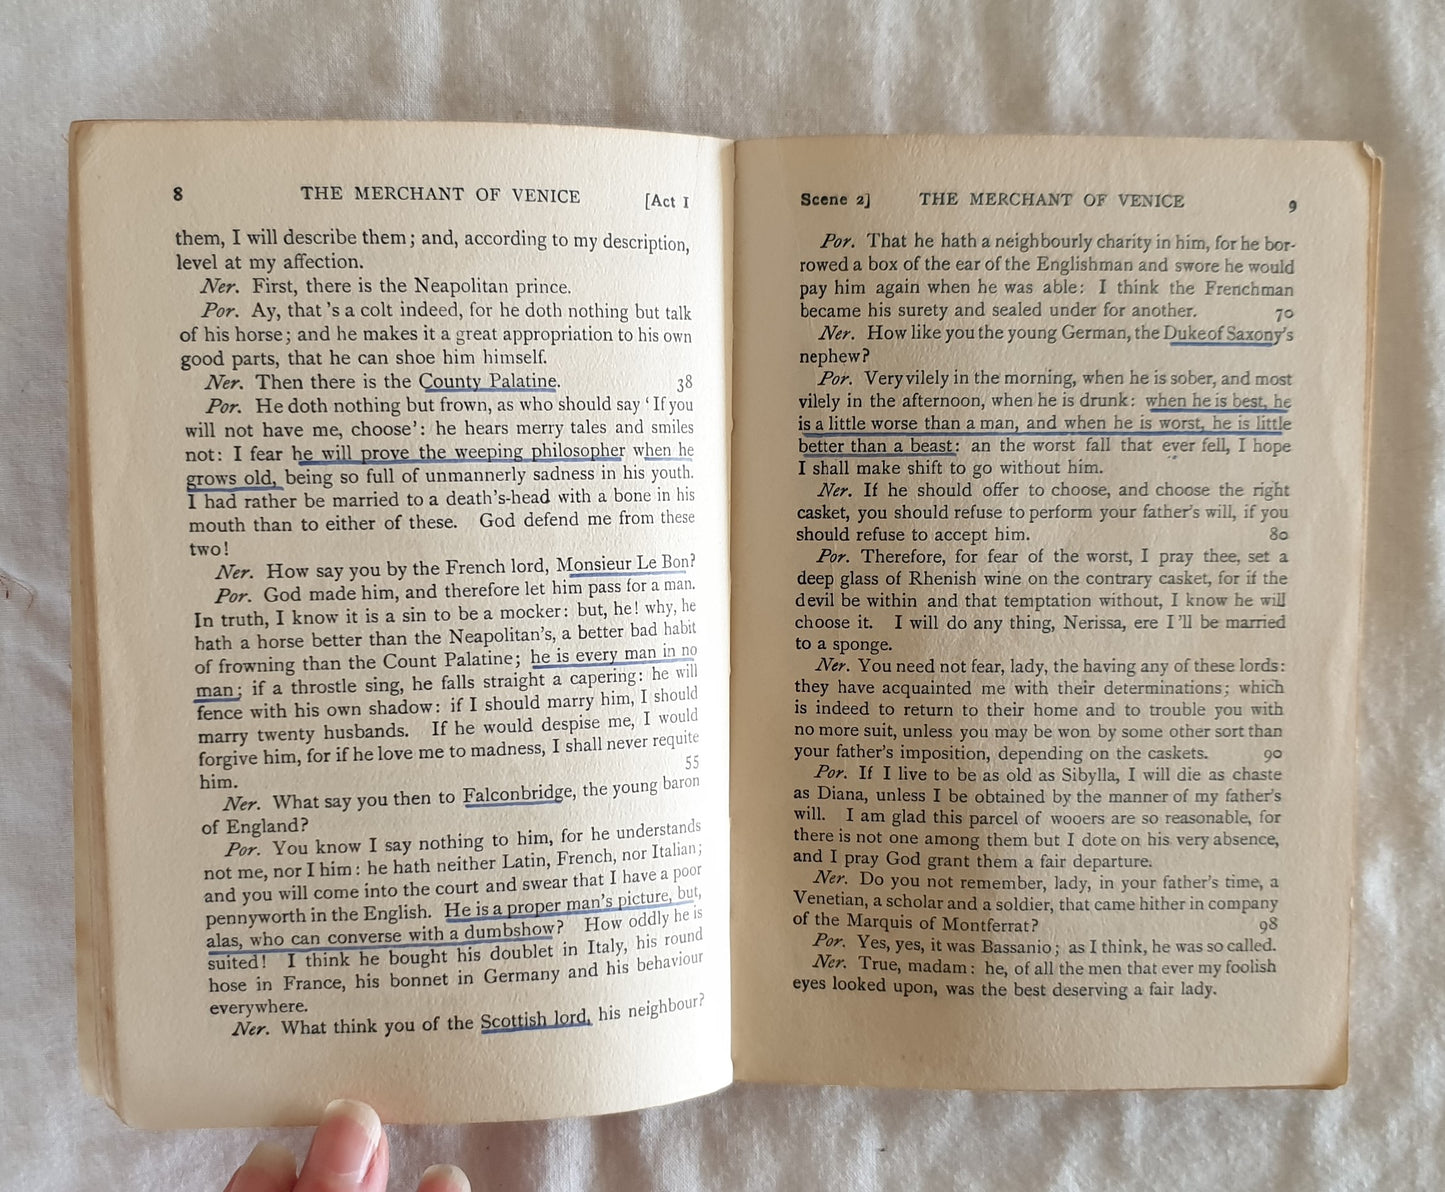 8 THE MERCHANT OF VENICE [Act 1
them, I will describe them; and, according to my description,
level at my affection.
Ner. First, there is the Neapolitan prince.
Por. Ay, that's a colt indeed, for he doth nothing but talk
of his horse; and he makes it a great appropriation to his own
good parts, that he can shoe him himself.
Ner. Then there is the County Palatine. 38
Por. He doth nothing but frown, as who should say 'If you
will not have me, choose': he hears merry tales and smiles
not: I fear he will prove the weeping philosopher when he
grows old, being so full of unmannerly sadness in his youth.
I had rather be married to a death's-head with a bone in his
mouth than to either of these. God defend me from these
two!
Ner. How say you by the French lord, Monsieur Le Bon?
Por. God made him, and therefore let him pass for a man.
In truth, I know it is a sin to be a mocker: but, he! why, he
hath a horse better than the Neapolitan's, a better bad habit
of frowning than the Count Palatine; he is every man in no
man; if a throstle sing, he falls straight a capering: he will
fence with his own shadow: if I should marry him, I should
marry twenty husbands. If he would despise me, I would
forgive him, for if he love me to madness, I shall never requite
him. 55
Ner. What say you then to Falconbridge, the young baron
of England?
Por. You know I say nothing to him, for he understands
not me, nor I him: he hath neither Latin, French, nor Italian;
and you will come into the court and swear that I have a poor
pennyworth in the English. He is a proper man's picture, but,
alas, who can converse with a dumbshow? How oddly he is
suited! I think he bought his doublet in Italy, his round
hose in France, his bonnet in Germany and his behaviour
everywhere.
Ner. What think you of the Scottish lord, his neighbour?
Scene 2] THE MERCHANT OF VENICE 9
Por. That he hath a neighbourly charity in him, for he bor-
rowed a box of the ear of the Englishman and swore he would
pay him again when he was able: I think the Frenchman
became his surety and sealed under for another. 70
Ner. How like you the young German, the Duke of Saxony's
nephew?
Por. Very vilely in the morning, when he is sober, and most
vilely in the afternoon, when he is drunk: when he is best, he
is a little worse than a man, and when he is worst, he is little
better than a beast: an the worst fall that ever fell, I hope
I shall make shift to go without him.
Ner. If he should offer to choose, and choose the right
casket, you should refuse to perform your father's will, if you
should refuse to accept him. 80
Por. Therefore, for fear of the worst, I pray thee, set a
deep glass of Rhenish wine on the contrary casket, for if the
devil be within and that temptation without, I know he will
choose it. I will do any thing, Nerissa, ere I'll be married
to a sponge.
Ner. You need not fear, lady, the having any of these lords:
they have acquainted me with their determinations; which
is indeed to return to their home and to trouble you with
no more suit, unless you may be won by some other sort than
your father's imposition, depending on the caskets. 90
Por. If I live to be as old as Sibylla, I will die as chaste
as Diana, unless I be obtained by the manner of my father's
will. I am glad this parcel of wooers are so reasonable, for
there is not one among them but I dote on his very absence,
and I pray God grant them a fair departure.
Ner. Do you not remember, lady, in your father's time, a
Venetian, a scholar and a soldier, that came hither in company
of the Marquis of Montferrat? 98
Por. Yes, yes, it was Bassanio; as I think, he was so called.
Ner. True, madam: he, of all the men that ever my foolish
eyes looked upon, was the best deserving a fair lady.